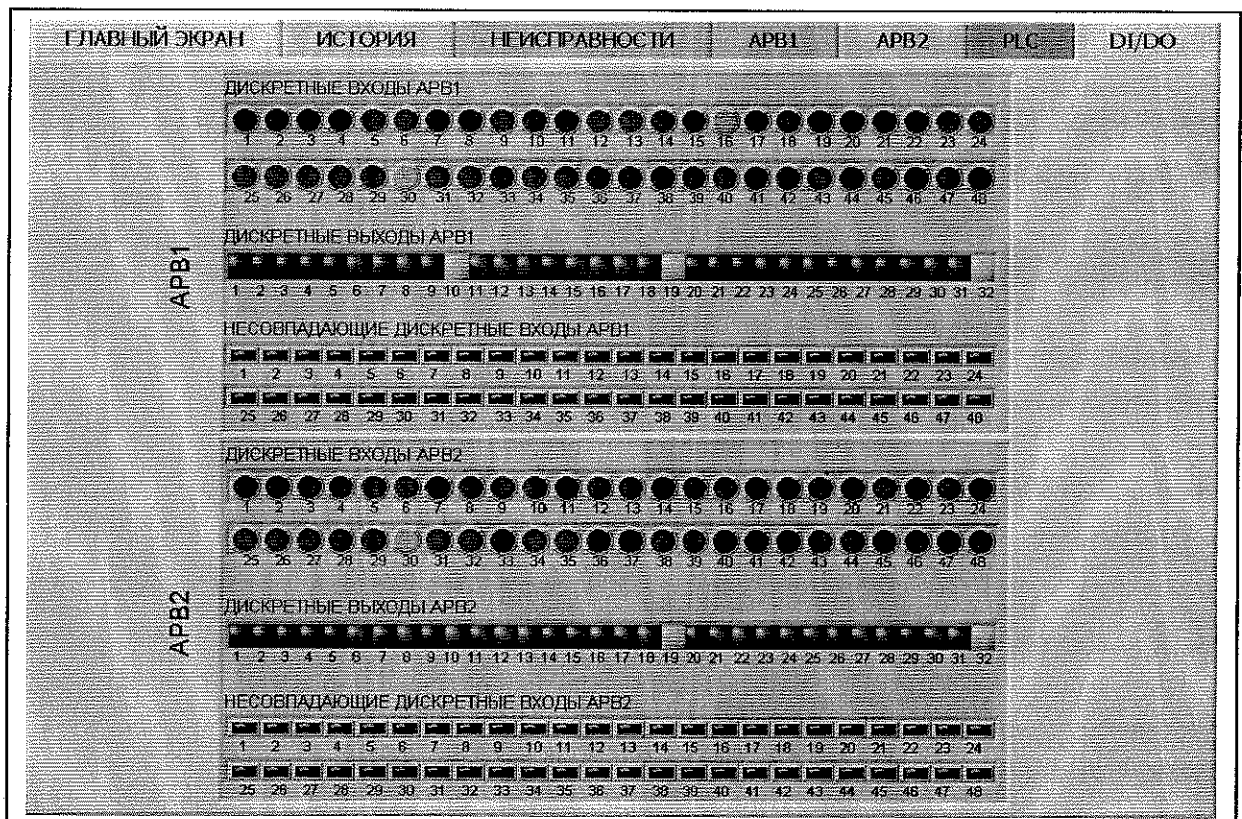 ГЛАВНЫЙ ЭКРАН ИСТОРИЯ НЕИСПРАВНОСТИ АРВ1 АРВ2 PLC DI/DO
ДИСКРЕТНЫЕ ВХОДЫ АРВ1
1 2 3 4 5 6 7 8 9 10 11 12 13 14 15 16 17 18 19 20 21 22 23 24
25 26 27 28 29 30 31 32 33 34 35 36 37 38 39 40 41 42 43 44 45 46 47 48
АРВ1
ДИСКРЕТНЫЕ ВЫХОДЫ АРВ1
1 2 3 4 5 6 7 8 9 10 11 12 13 14 15 16 17 18 19 20 21 22 23 24 25 26 27 28 29 30 31 32
НЕСОВПАДАЮЩИЕ ДИСКРЕТНЫЕ ВХОДЫ АРВ1
1 2 3 4 5 6 7 8 9 10 11 12 13 14 15 16 17 18 19 20 21 22 23 24
25 26 27 28 29 30 31 32 33 34 35 36 37 38 39 40 41 42 43 44 45 46 47 48
ДИСКРЕТНЫЕ ВХОДЫ АРВ2
1 2 3 4 5 6 7 8 9 10 11 12 13 14 15 16 17 18 19 20 21 22 23 24
25 26 27 28 29 30 31 32 33 34 35 36 37 38 39 40 41 42 43 44 45 46 47 48
АРВ2
ДИСКРЕТНЫЕ ВЫХОДЫ АРВ2
1 2 3 4 5 6 7 8 9 10 11 12 13 14 15 16 17 18 19 20 21 22 23 24 25 26 27 28 29 30 31 32
НЕСОВПАДАЮЩИЕ ДИСКРЕТНЫЕ ВХОДЫ АРВ2
1 2 3 4 5 6 7 8 9 10 11 12 13 14 15 16 17 18 19 20 21 22 23 24
25 26 27 28 29 30 31 32 33 34 35 36 37 38 39 40 41 42 43 44 45 46 47 48